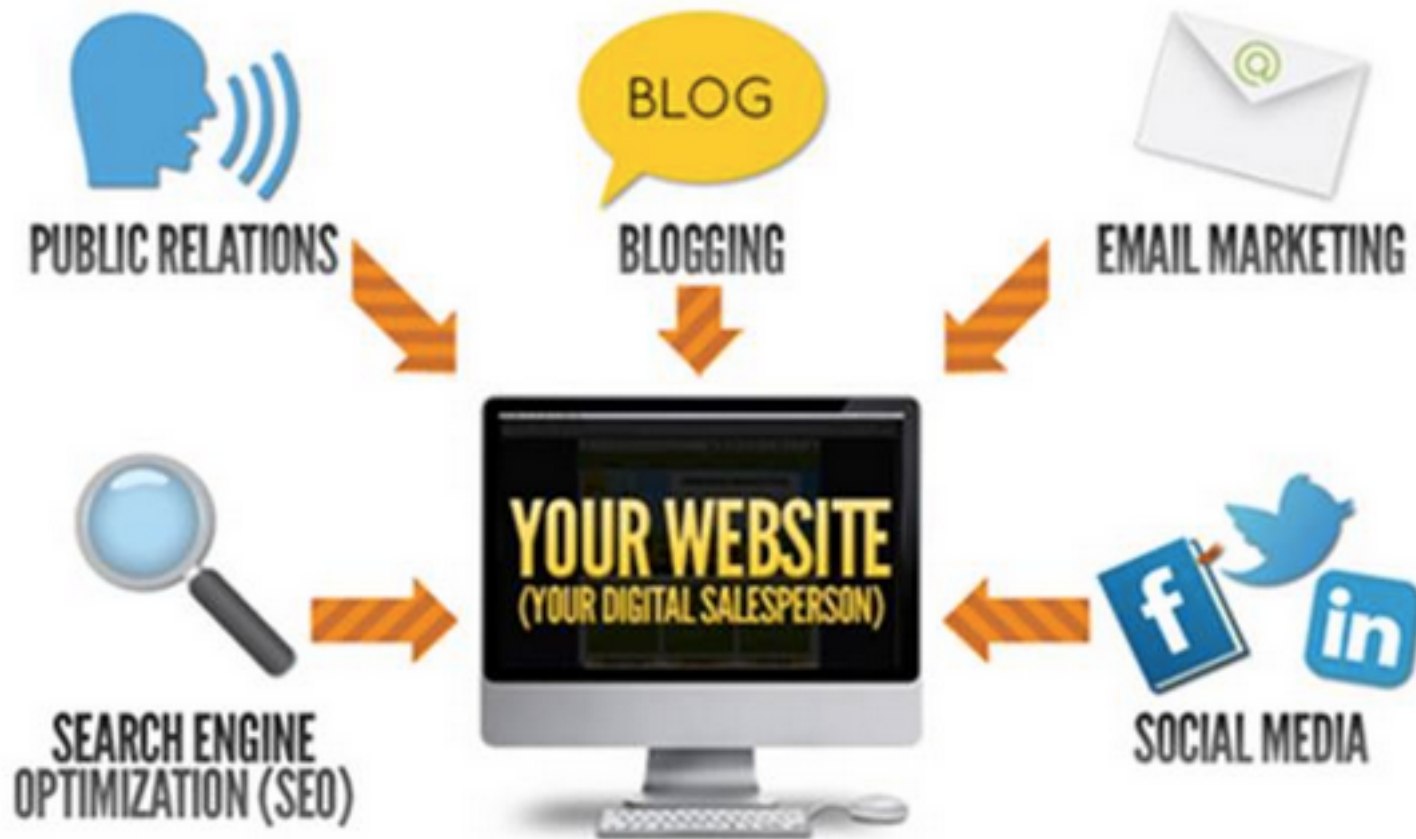 BLOG
PUBLIC RELATIONS
BLOGGING
EMAIL MARKETING
@
YOUR WEBSITE
(YOUR DIGITAL SALESPERSON)
f
in
SEARCH ENGINE
OPTIMIZATION (SEO)
SOCIAL MEDIA